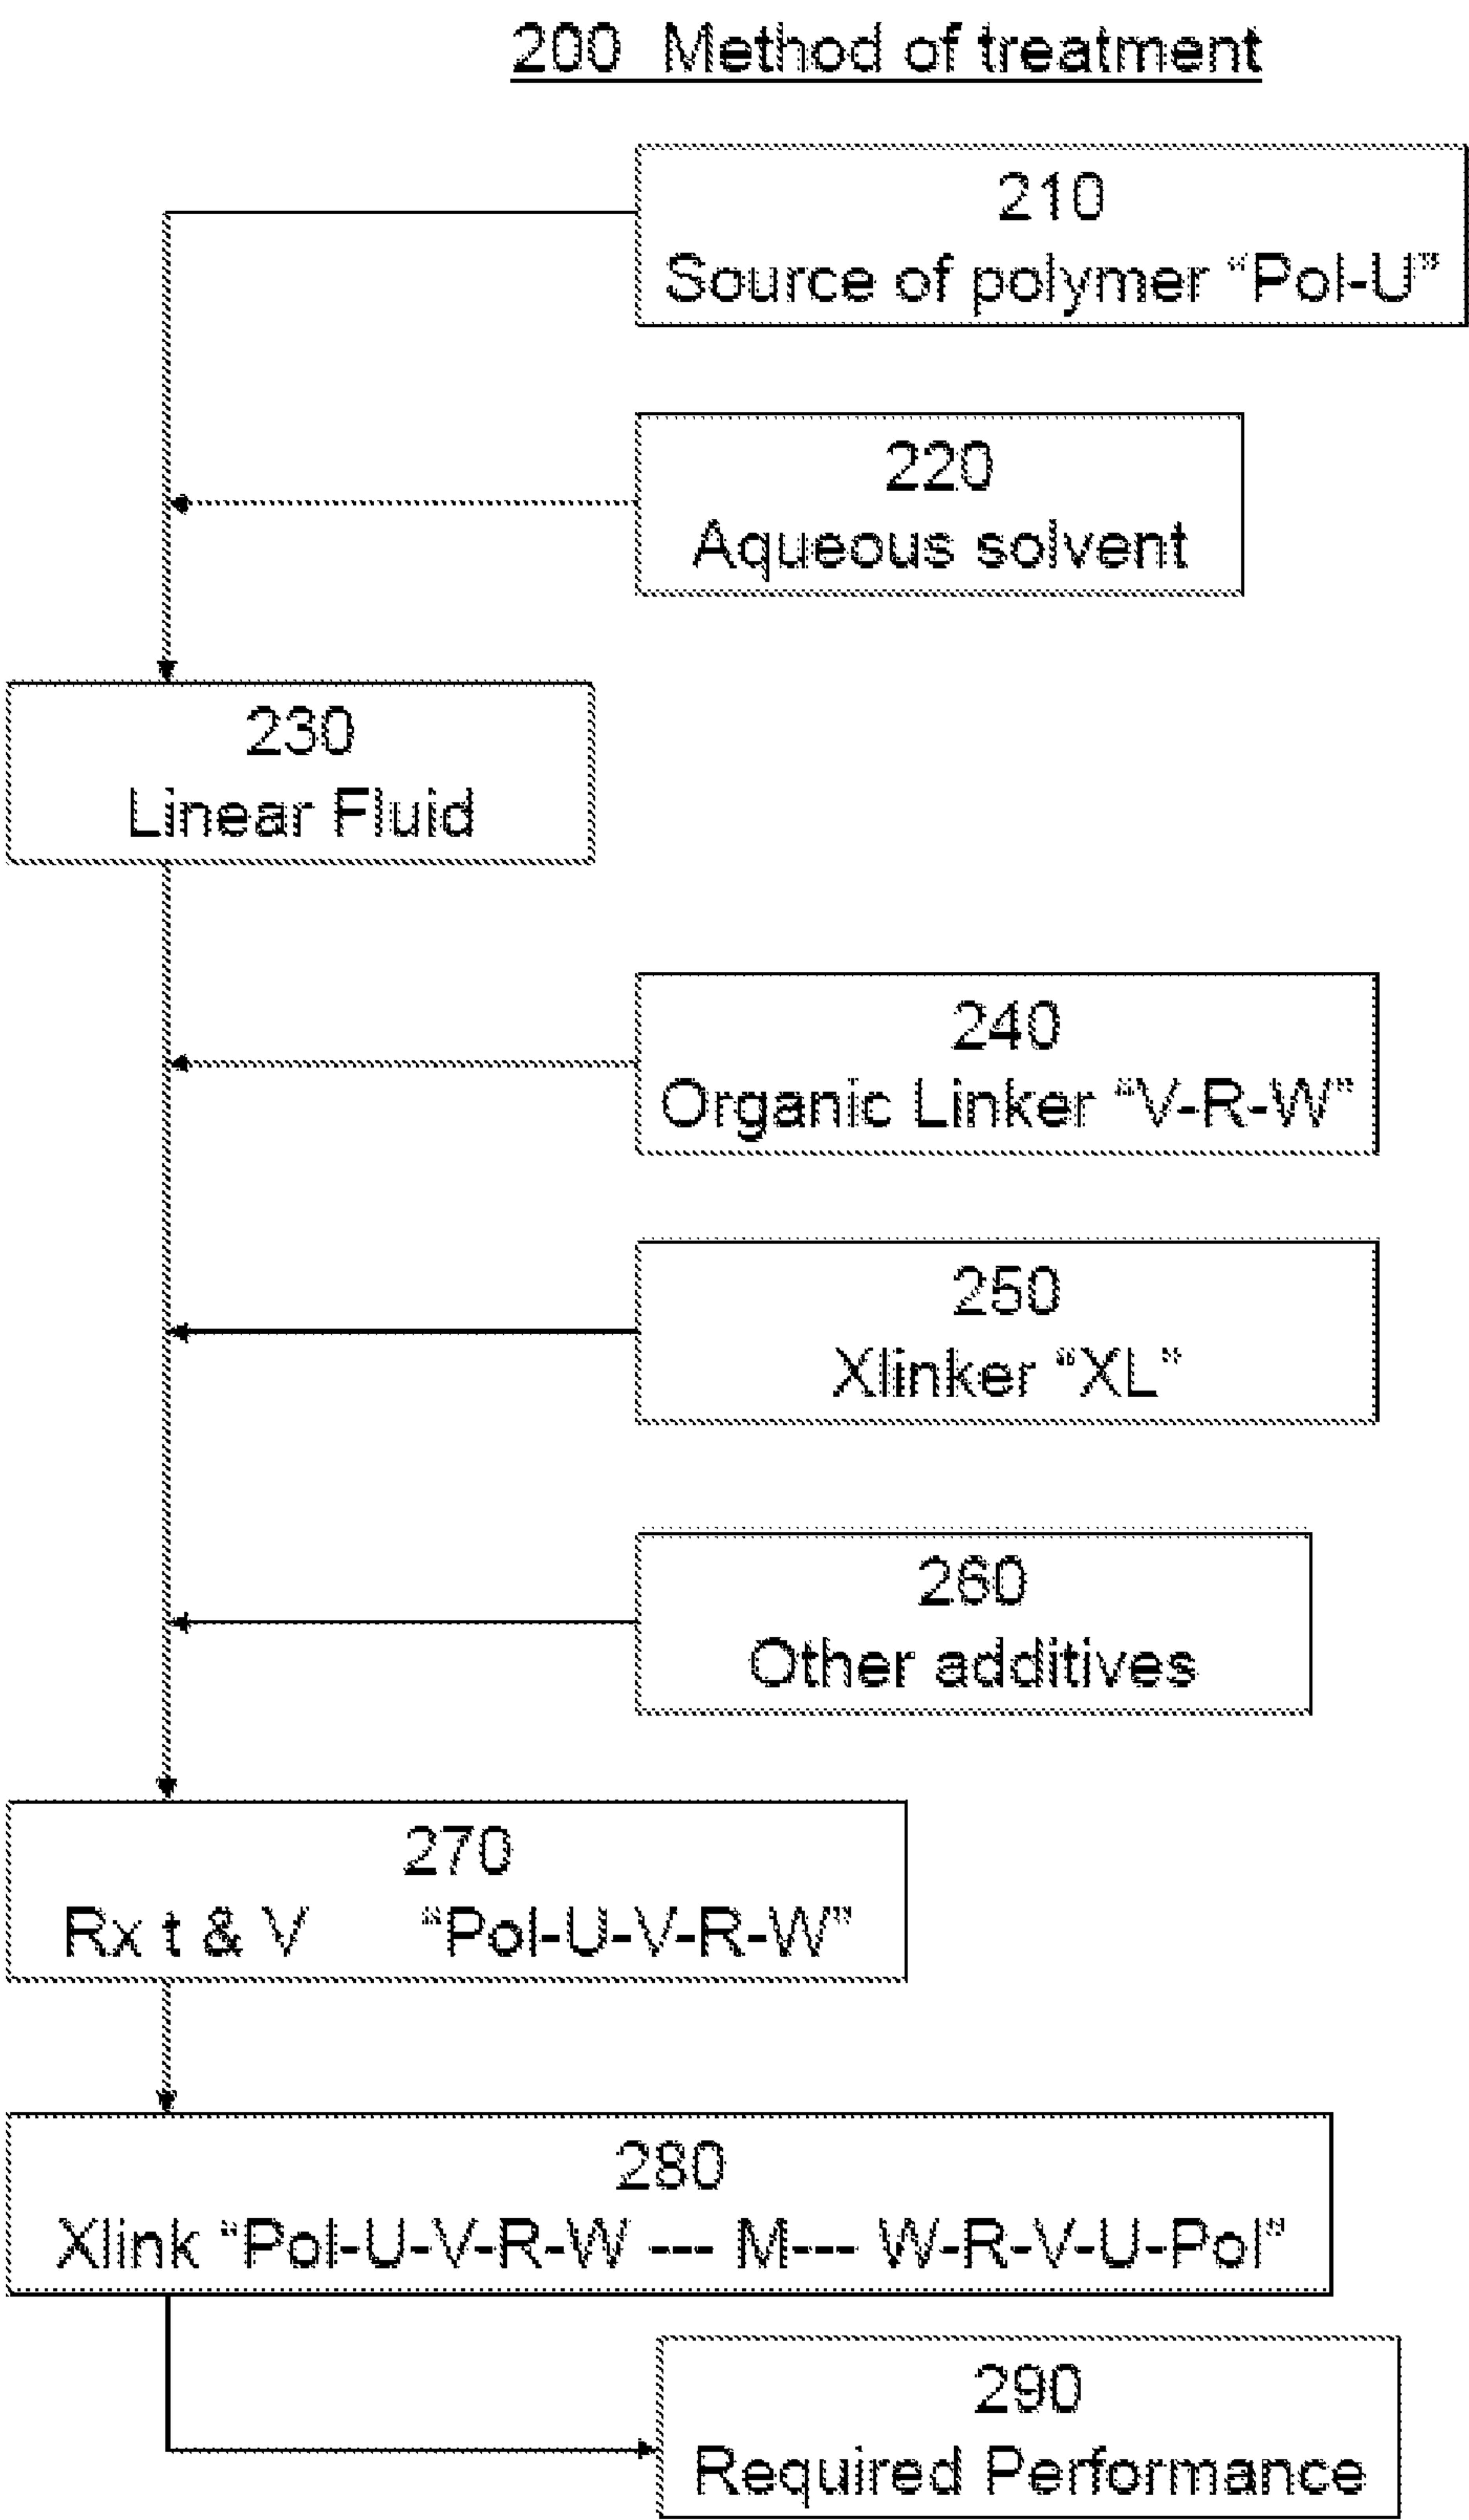 200 Method of treatment
210
Source of polymer “Pol-U”
220
Aqueous solvent
230
Linear Fluid
240
Organic Linker “V-R-W”
250
Xlinker “XL”
260
Other additives
270
Rx t & V “Pol-U-V-R-W”
280
Xlink “Pol-U-V-R-W --- M--- W-R-V-U-Pol”
290
Required Performance